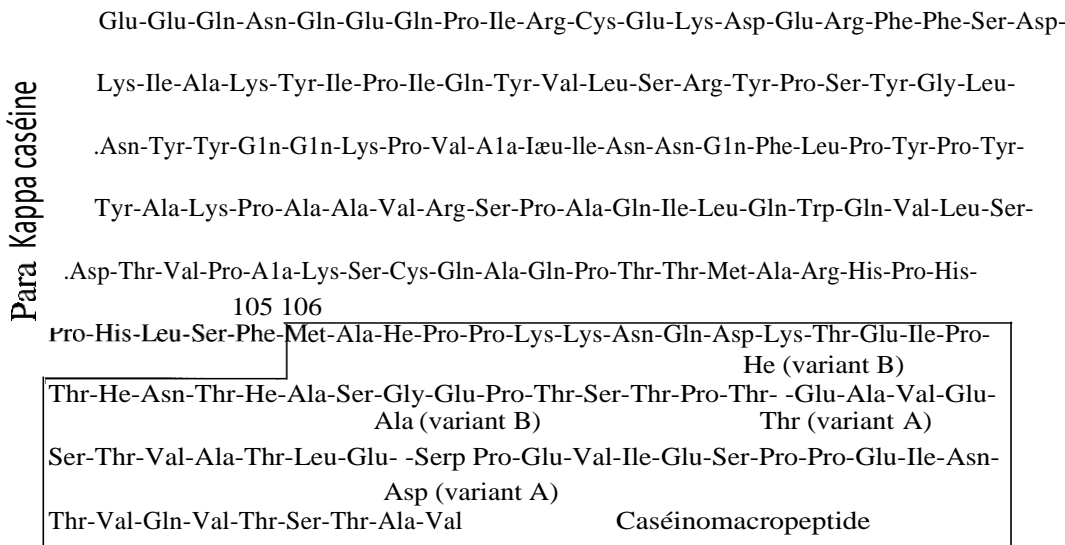 Glu-Glu-Gln-Asn-Gln-Glu-Gln-Pro-Ile-Arg-Cys-Glu-Lys-Asp-Glu-Arg-Phe-Phe-Ser-Asp-
Lys-Ile-Ala-Lys-Tyr-Ile-Pro-Ile-Gln-Tyr-Val-Leu-Ser-Arg-Tyr-Pro-Ser-Tyr-Gly-Leu-
.Asn-Tyr-Tyr-G1n-G1n-Lys-Pro-Val-A1a-Iæu-lle-Asn-Asn-G1n-Phe-Leu-Pro-Tyr-Pro-Tyr-
Tyr-Ala-Lys-Pro-Ala-Ala-Val-Arg-Ser-Pro-Ala-Gln-Ile-Leu-Gln-Trp-Gln-Val-Leu-Ser-
.Asp-Thr-Val-Pro-A1a-Lys-Ser-Cys-Gln-Ala-Gln-Pro-Thr-Thr-Met-Ala-Arg-His-Pro-His-
Para Kappa caséine
105 106
Pro-His-Leu-Ser-Phe-Met-Ala-He-Pro-Pro-Lys-Lys-Asn-Gln-Asp-Lys-Thr-Glu-Ile-Pro-
He (variant B)
Thr-He-Asn-Thr-He-Ala-Ser-Gly-Glu-Pro-Thr-Ser-Thr-Pro-Thr- -Glu-Ala-Val-Glu-
Ala (variant B) Thr (variant A)
Ser-Thr-Val-Ala-Thr-Leu-Glu- -Serp Pro-Glu-Val-Ile-Glu-Ser-Pro-Pro-Glu-Ile-Asn-
Asp (variant A)
Thr-Val-Gln-Val-Thr-Ser-Thr-Ala-Val Caséinomacropeptide